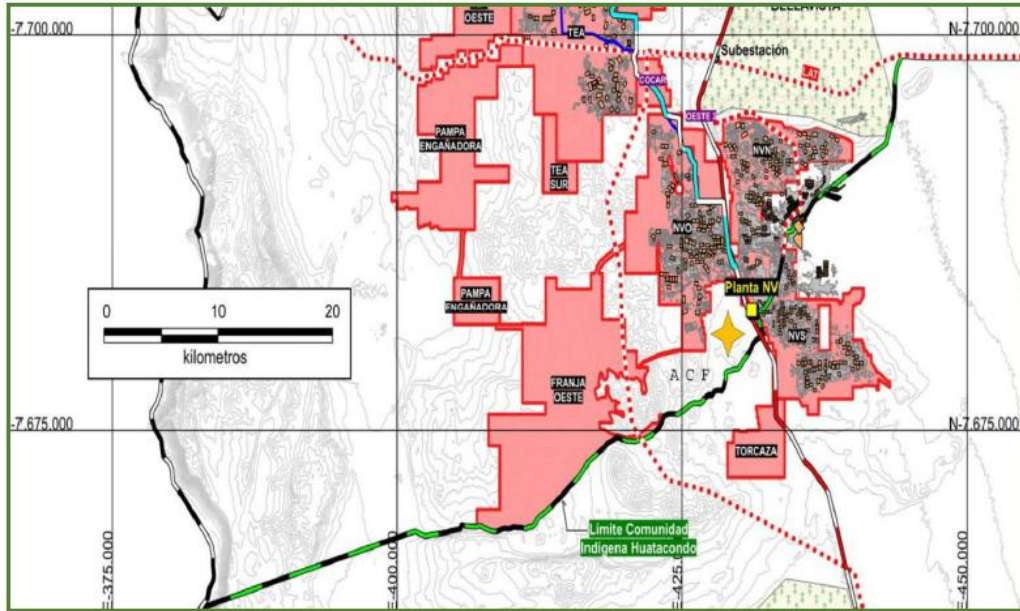 BELLAVISTA
OESTE
-7.700.000
TEA
N-7.700.000
Subestación
COCAR
LAT
OESTE 3
PAMPA
ENGAÑADORA
NVN
TEA
SUR
NVO
Planta NV
PAMPA
ENGAÑADORA
0 10 20
kilometros
NVS
A C F
FRANJA
OESTE
-7.675.000
N-7.675.000
TORCAZA
Limite Comunidad
Indigena Huatacondo
-375.000
-400.000
-425.000
-450.000